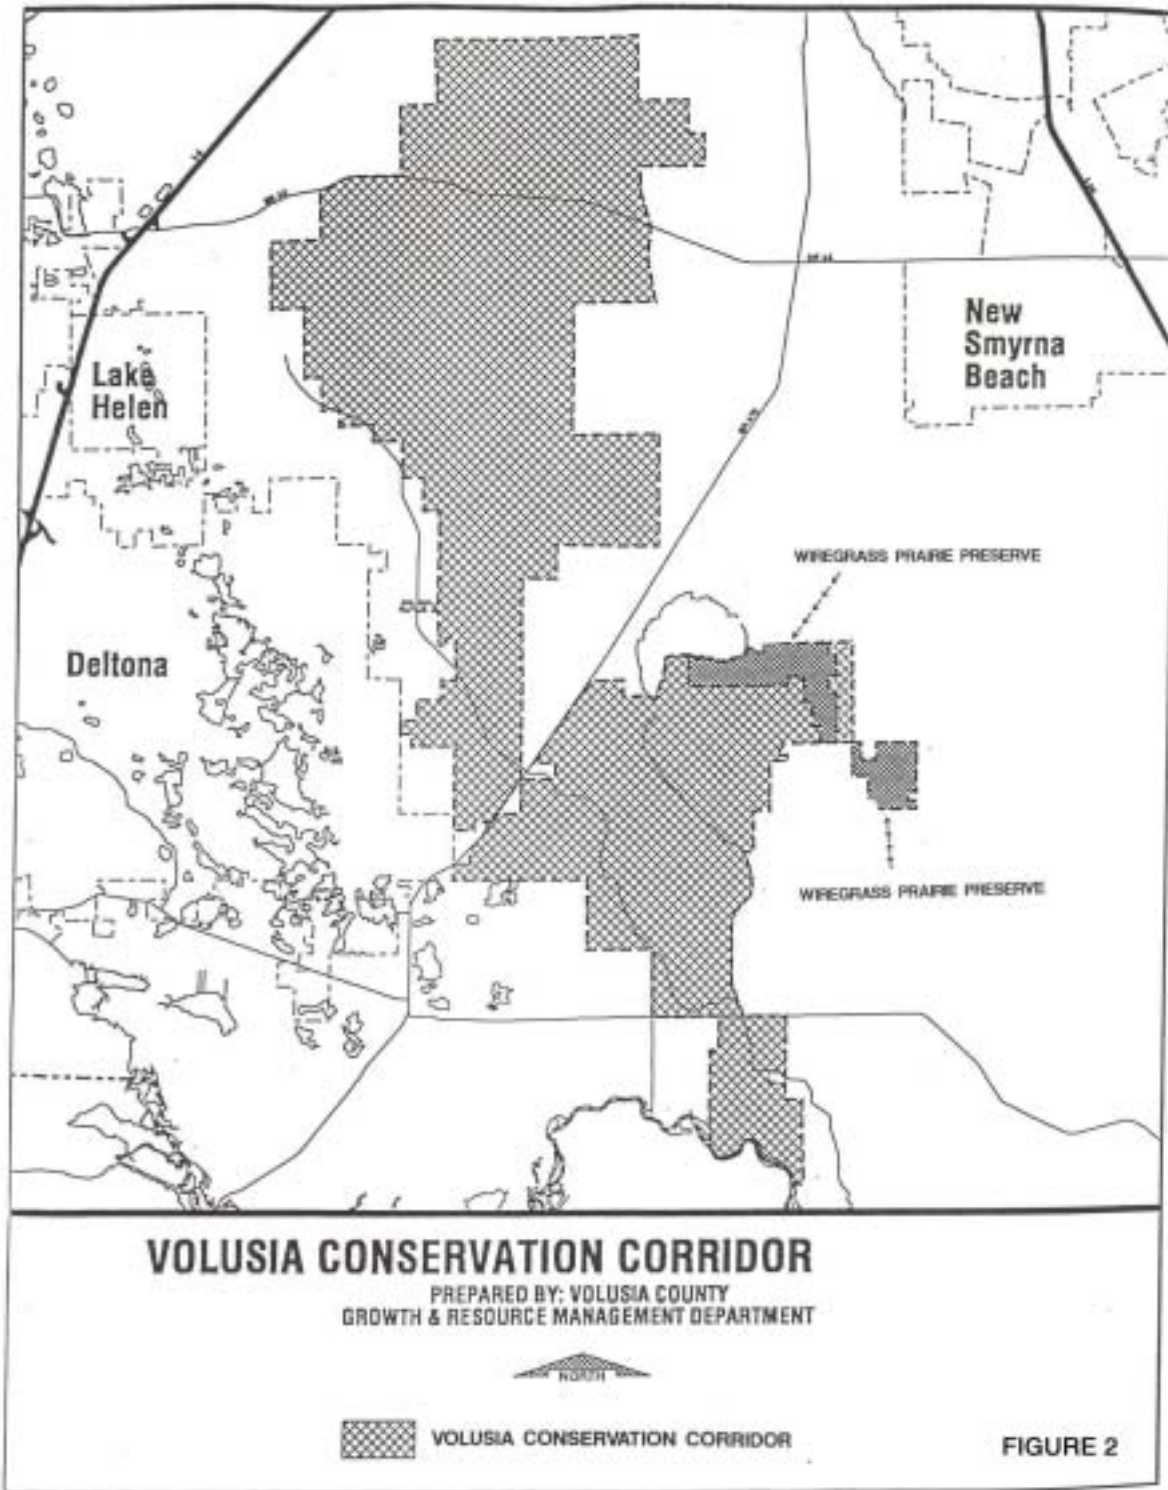 New
Smyrna
Beach
Lake
Helen
WIREGRASS PRAIRIE PRESERVE
Deltona
WIREGRASS PRAIRIE PRESERVE
VOLUSIA CONSERVATION CORRIDOR
PREPARED BY: VOLUSIA COUNTY
GROWTH & RESOURCE MANAGEMENT DEPARTMENT
NORTH
VOLUSIA CONSERVATION CORRIDOR
FIGURE 2